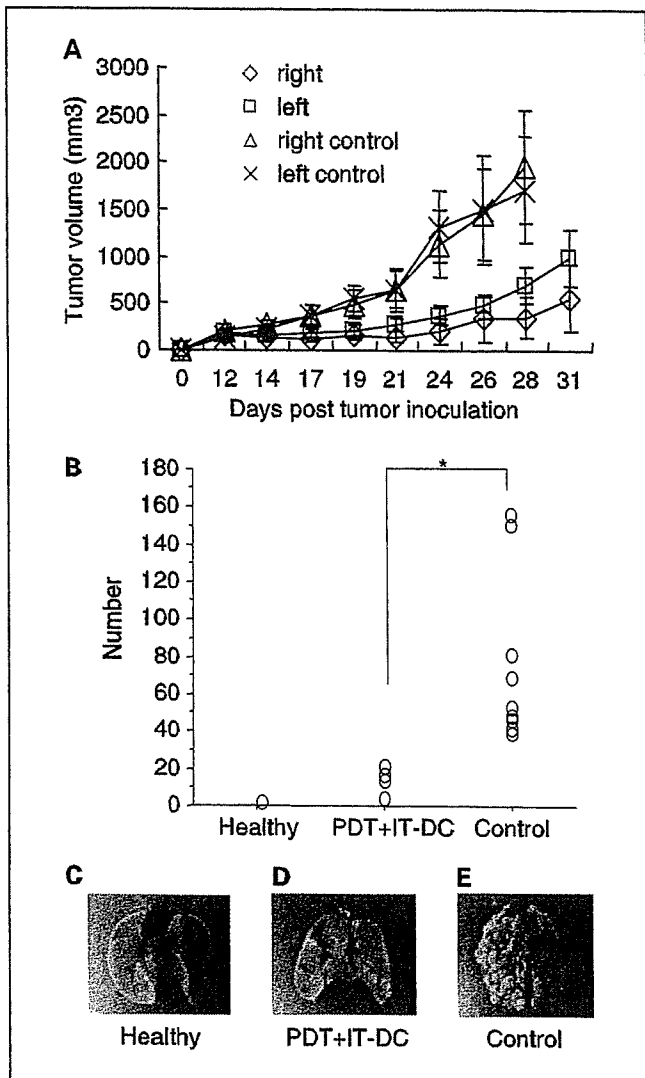 A
Tumor volume (mm3)
3000
2500
2000
1500
1000
500
0
right
left
right control
left control
0 12 14 17 19 21 24 26 28 31
Days post tumor inoculation
B
Number
180
160
140
120
100
80
60
40
20
0
*
Healthy PDT+IT-DC Control
C D E
Healthy PDT+IT-DC Control